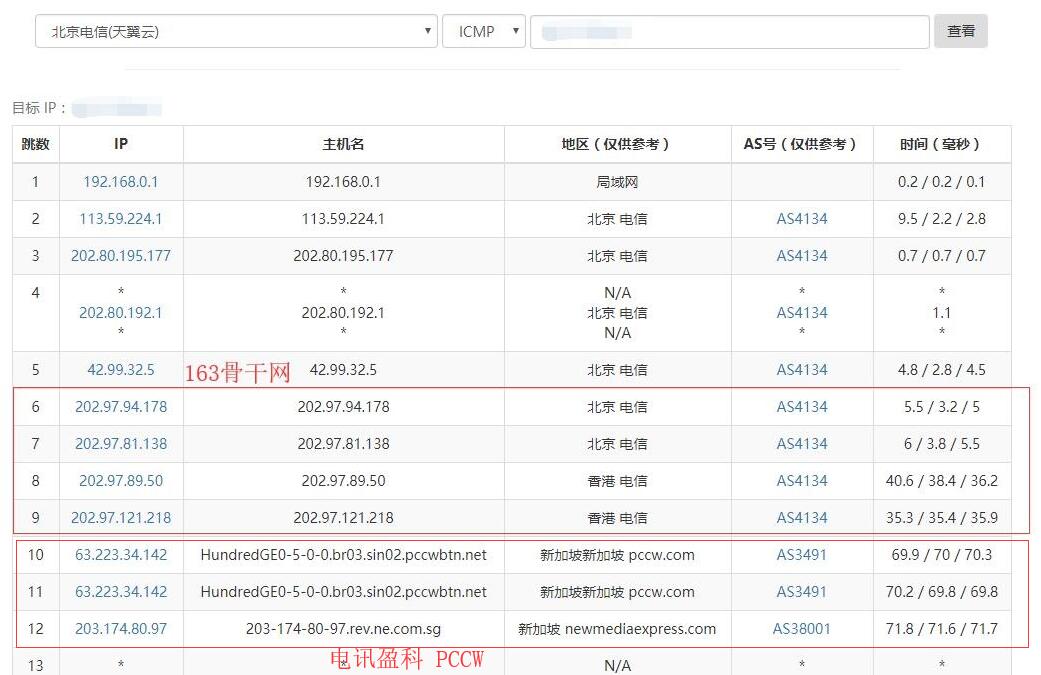 北京电信(天翼云) ICMP 查看
目标 IP：
跳数 IP 主机名 地区（仅供参考） AS号（仅供参考） 时间（毫秒）
1 192.168.0.1 192.168.0.1 局域网 0.2 / 0.2 / 0.1
2 113.59.224.1 113.59.224.1 北京 电信 AS4134 9.5 / 2.2 / 2.8
3 202.80.195.177 202.80.195.177 北京 电信 AS4134 0.7 / 0.7 / 0.7
4 * * N/A * *
202.80.192.1 202.80.192.1 北京 电信 AS4134 1.1
* * N/A * *
5 42.99.32.5 42.99.32.5 北京 电信 AS4134 4.8 / 2.8 / 4.5
163骨干网
6 202.97.94.178 202.97.94.178 北京 电信 AS4134 5.5 / 3.2 / 5
7 202.97.81.138 202.97.81.138 北京 电信 AS4134 6 / 3.8 / 5.5
8 202.97.89.50 202.97.89.50 香港 电信 AS4134 40.6 / 38.4 / 36.2
9 202.97.121.218 202.97.121.218 香港 电信 AS4134 35.3 / 35.4 / 35.9
10 63.223.34.142 HundredGE0-5-0-0.br03.sin02.pccwbtn.net 新加坡新加坡 pccw.com AS3491 69.9 / 70 / 70.3
11 63.223.34.142 HundredGE0-5-0-0.br03.sin02.pccwbtn.net 新加坡新加坡 pccw.com AS3491 70.2 / 69.8 / 69.8
12 203.174.80.97 203-174-80-97.rev.ne.com.sg 新加坡 newmediaexpress.com AS38001 71.8 / 71.6 / 71.7
电讯盈科 PCCW
13 * * N/A * *